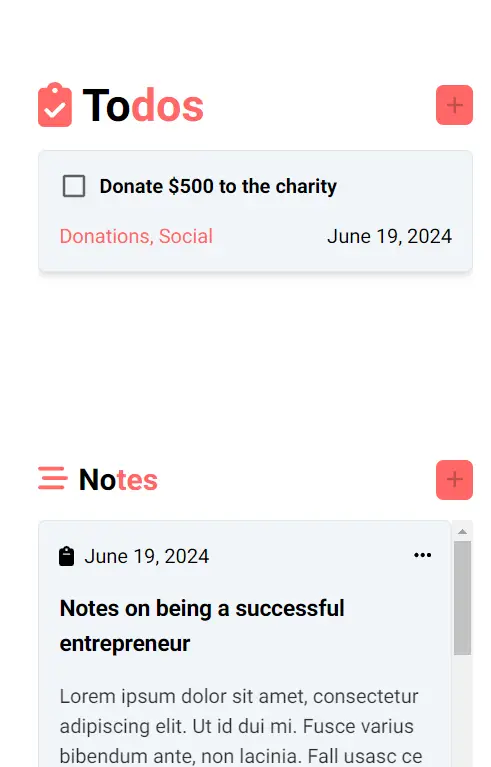 Todos
Donate $500 to the charity
Donations, Social
June 19, 2024
Notes
June 19, 2024
Notes on being a successful
entrepreneur
Lorem ipsum dolor sit amet, consectetur
adipiscing elit. Ut id dui mi. Fusce varius
bibendum ante, non lacinia. Fall usasc ce